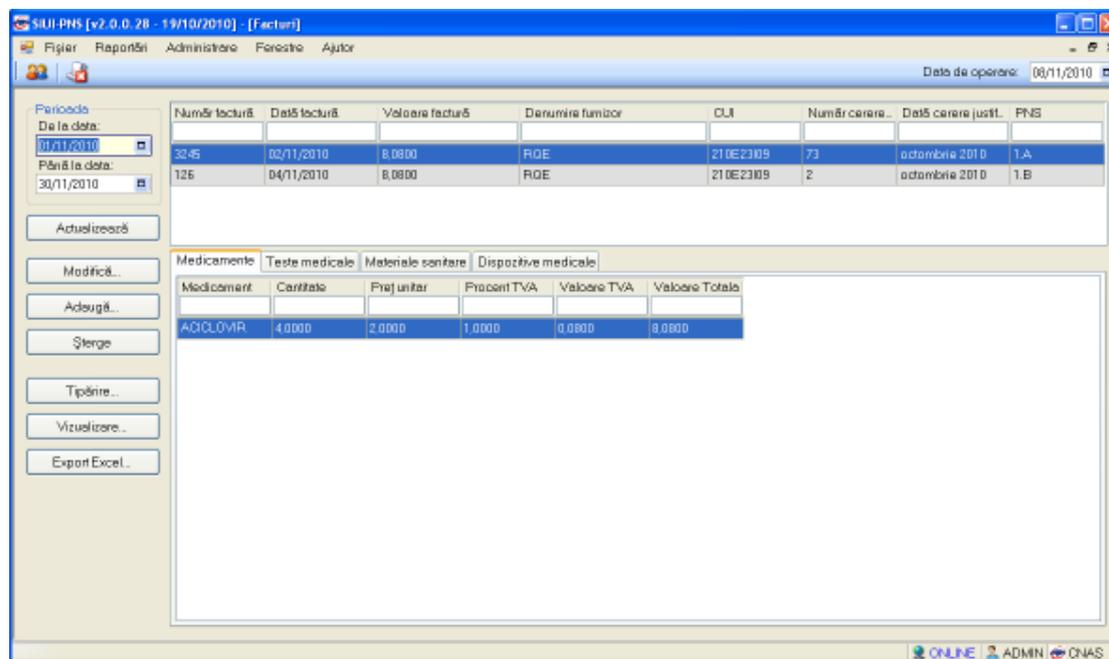 SIUI-PNS [v2.0.0.28 - 19/10/2010] - [Facturi]
Fişier Raportări Administrare Ferestre Ajutor
Data de operare: 08/11/2010
Perioada
De la data:
01/11/2010
Până la data:
30/11/2010
Actualizează
Modifică...
Adaugă...
Şterge
Tipărire...
Vizualizare...
Export Excel...
Număr factură Dată factură Valoare factură Denumire furnizor CUI Număr cerere... Dată cerere justif... PNS
3245 02/11/2010 8,0800 RQE 210E23I09 73 octombrie 2010 1.A
126 04/11/2010 8,0800 RQE 210E23I09 2 octombrie 2010 1.B
Medicamente Teste medicale Materiale sanitare Dispozitive medicale
Medicament Cantitate Preţ unitar Procent TVA Valoare TVA Valoare Totala
ACICLOVIR 4,0000 2,0000 1,0000 0,0800 8,0800
ONLINE ADMIN CNAS